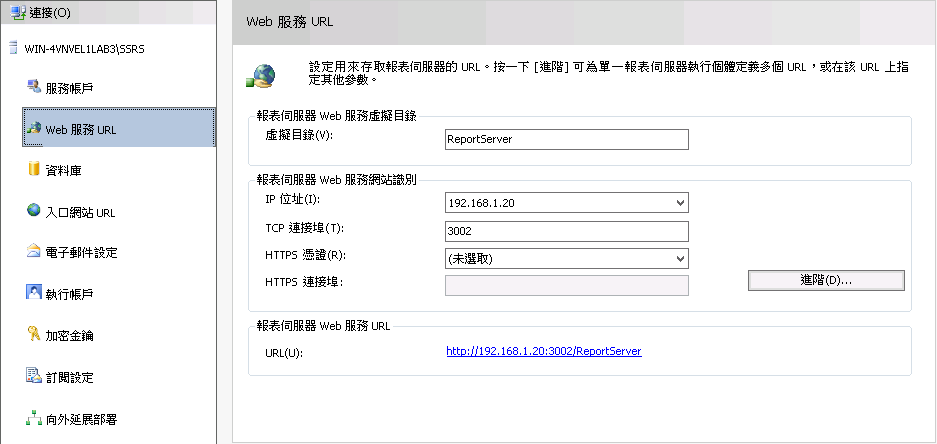 連接(O)
WIN-4VNVEL1LAB3\SSRS
服務帳戶
Web 服務 URL
資料庫
入口網站 URL
電子郵件設定
執行帳戶
加密金鑰
訂閱設定
向外延展部署
Web 服務 URL
設定用來存取報表伺服器的 URL。按一下 [進階] 可為單一報表伺服器執行個體定義多個 URL，或在該 URL 上指
定其他參數。
報表伺服器 Web 服務虛擬目錄
虛擬目錄(V):
ReportServer
報表伺服器 Web 服務網站識別
IP 位址(I):
192.168.1.20
TCP 連接埠(T):
3002
HTTPS 憑證(R):
(未選取)
HTTPS 連接埠:
進階(D)...
報表伺服器 Web 服務 URL
URL(U):
http://192.168.1.20:3002/ReportServer